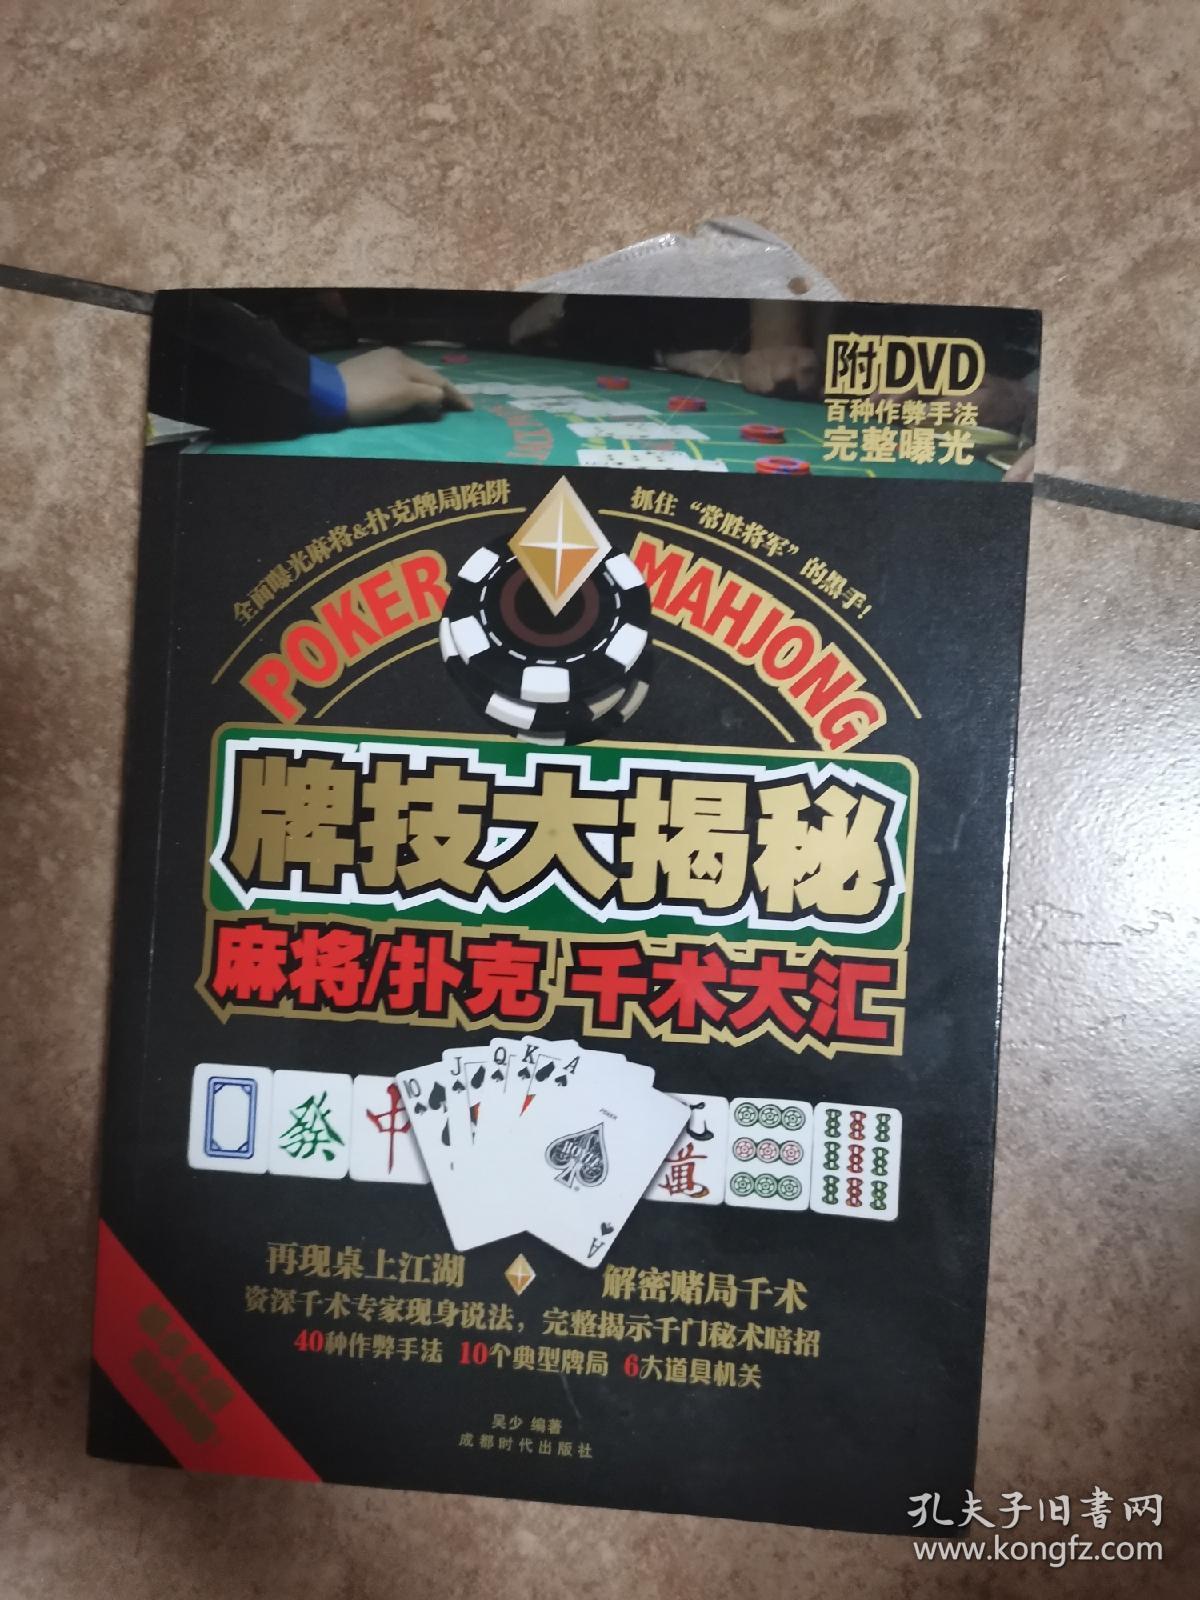 附DVD
百种作弊手法
完整曝光
全面曝光麻将&扑克牌局陷阱
抓住“常胜将军”的黑手!
POKER
MAHJONG
牌技大揭秘
麻将/扑克 千术大汇
發
中
萬
10
J
Q
K
A
JOKER
A
再现桌上江湖
解密赌局千术
资深千术专家现身说法，完整揭示千门秘术暗招
40种作弊手法 10个典型牌局 6大道具机关
吴少 编著
成都时代出版社
孔夫子旧书网
www.kongfz.com